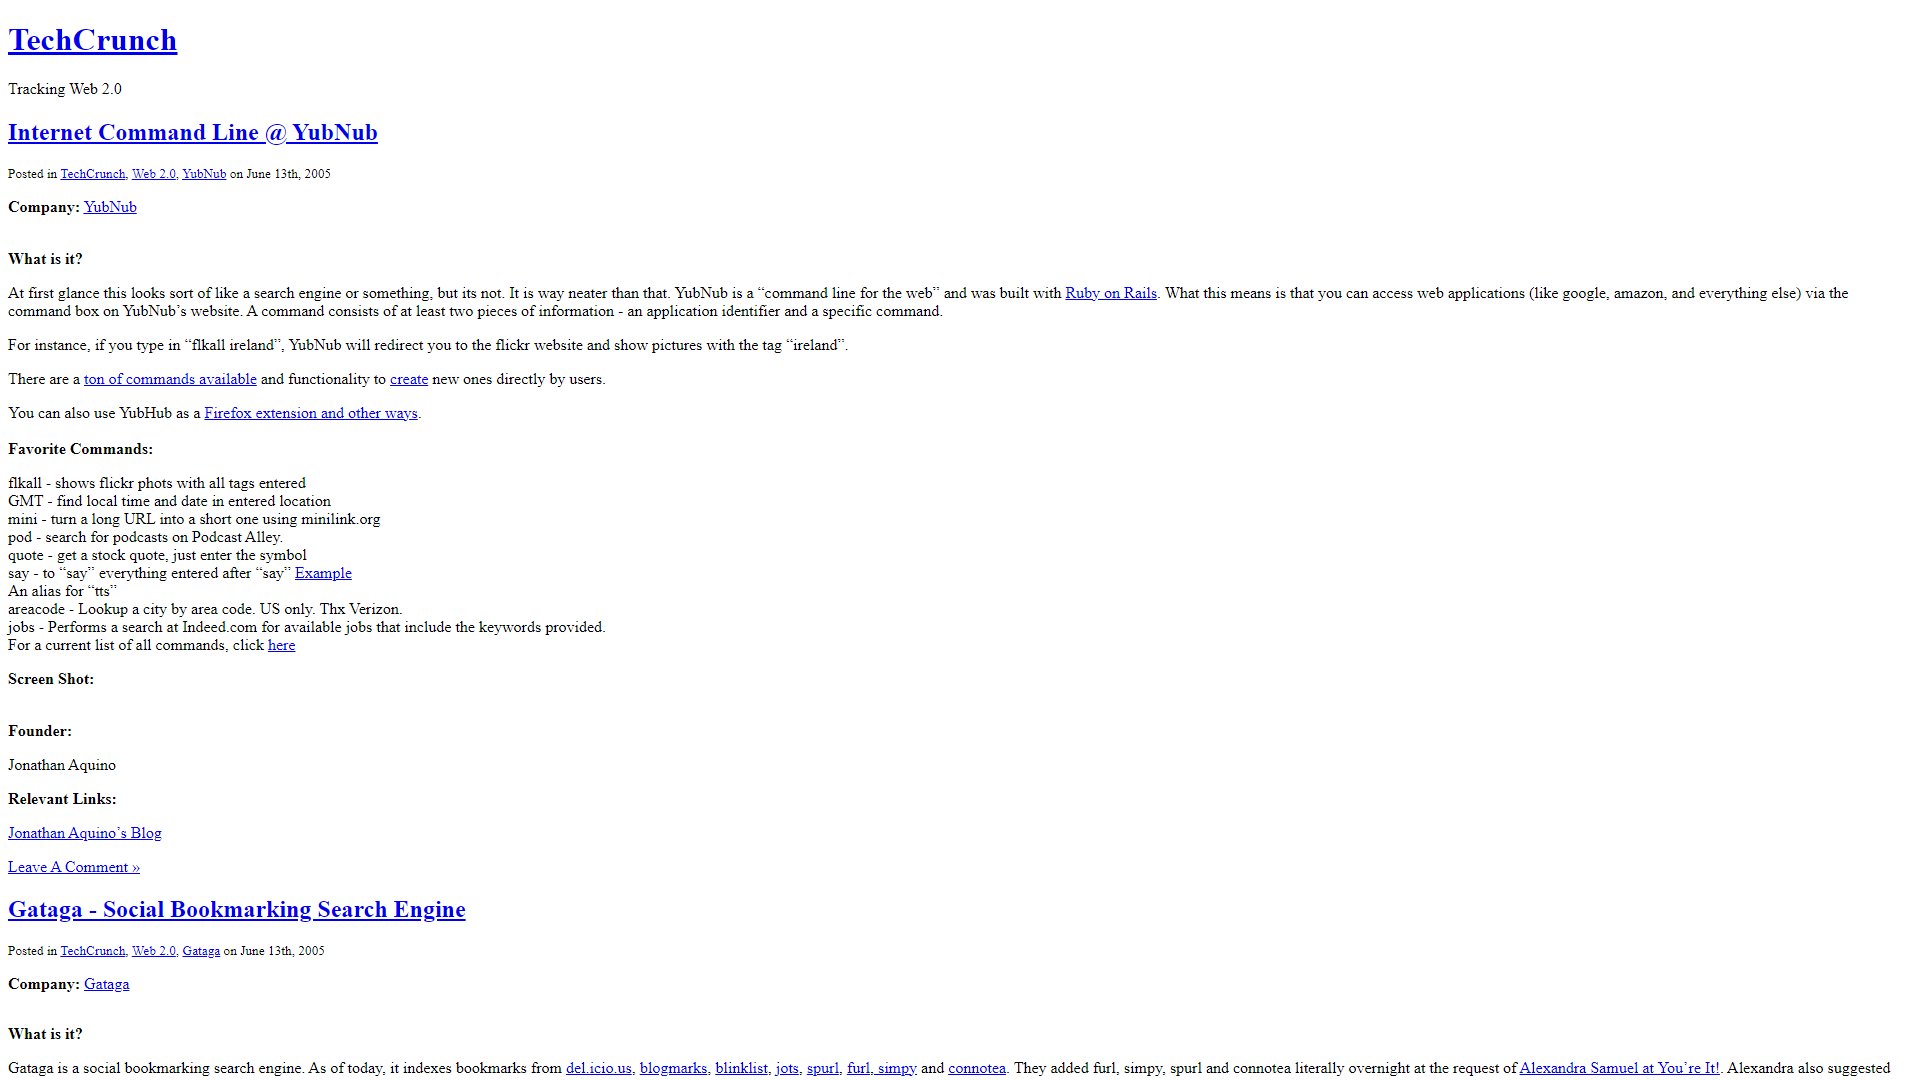 TechCrunch
Tracking Web 2.0
Internet Command Line @ YubNub
Posted in TechCrunch, Web 2.0, YubNub on June 13th, 2005
Company: YubNub
What is it?
At first glance this looks sort of like a search engine or something, but its not. It is way neater than that. YubNub is a “command line for the web” and was built with Ruby on Rails. What this means is that you can access web applications (like google, amazon, and everything else) via the
command box on YubNub’s website. A command consists of at least two pieces of information - an application identifier and a specific command.
For instance, if you type in “flkall ireland”, YubNub will redirect you to the flickr website and show pictures with the tag “ireland”.
There are a ton of commands available and functionality to create new ones directly by users.
You can also use YubHub as a Firefox extension and other ways.
Favorite Commands:
flkall - shows flickr phots with all tags entered
GMT - find local time and date in entered location
mini - turn a long URL into a short one using minilink.org
pod - search for podcasts on Podcast Alley.
quote - get a stock quote, just enter the symbol
say - to “say” everything entered after “say” Example
An alias for “tts”
areacode - Lookup a city by area code. US only. Thx Verizon.
jobs - Performs a search at Indeed.com for available jobs that include the keywords provided.
For a current list of all commands, click here
Screen Shot:
Founder:
Jonathan Aquino
Relevant Links:
Jonathan Aquino’s Blog
Leave A Comment »
Gataga - Social Bookmarking Search Engine
Posted in TechCrunch, Web 2.0, Gataga on June 13th, 2005
Company: Gataga
What is it?
Gataga is a social bookmarking search engine. As of today, it indexes bookmarks from del.icio.us, blogmarks, blinklist, jots, spurl, furl, simpy and connotea. They added furl, simpy, spurl and connotea literally overnight at the request of Alexandra Samuel at You’re It!. Alexandra also suggested